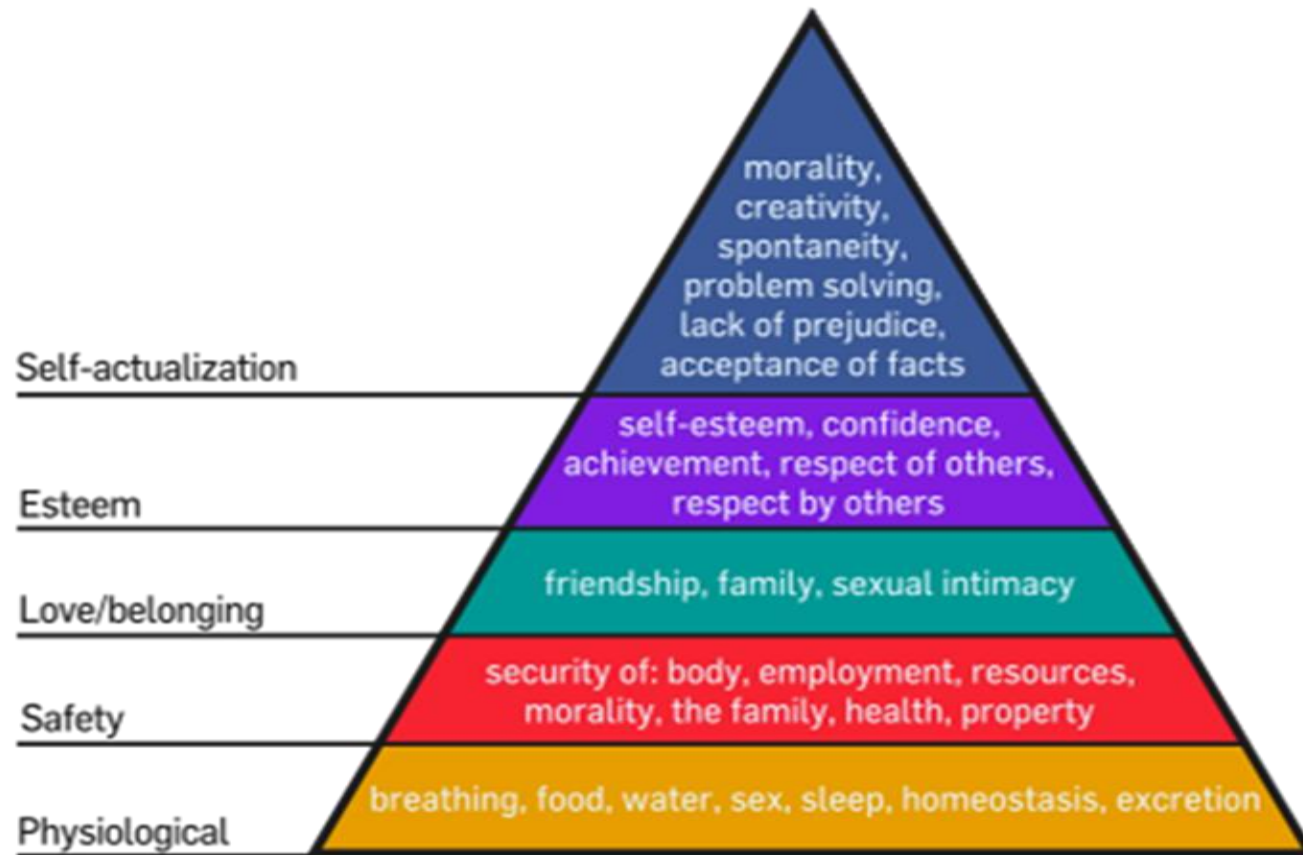 morality,
creativity,
spontaneity,
problem solving,
lack of prejudice,
acceptance of facts
Self-actualization
self-esteem, confidence,
achievement, respect of others,
respect by others
Esteem
friendship, family, sexual intimacy
Love/belonging
security of: body, employment, resources,
morality, the family, health, property
Safety
breathing, food, water, sex, sleep, homeostasis, excretion
Physiological